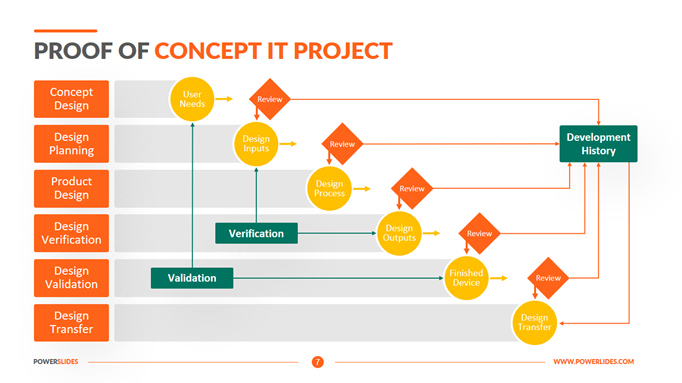 PROOF OF CONCEPT IT PROJECT
Concept
Design
User
Needs
Review
Design
Planning
Design
Inputs
Review
Development
History
Product
Design
Design
Process
Review
Design
Verification
Verification
Design
Outputs
Review
Design
Validation
Validation
Finished
Device
Review
Design
Transfer
Design
Transfer
POWERSLIDES
7
WWW.POWERLIDES.COM